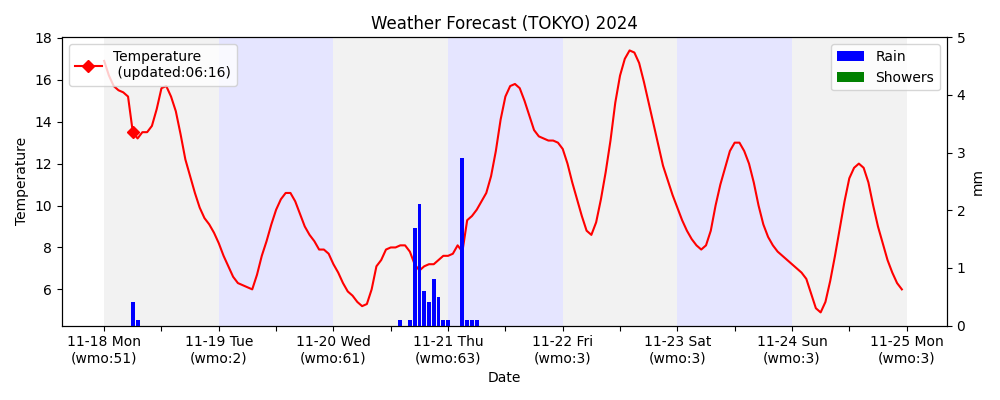 Weather Forecast (TOKYO) 2024
Temperature
(updated:06:16)
Rain
Showers
18
16
14
12
10
8
6
Temperature
5
4
3
2
1
0
mm
11-18 Mon
(wmo:51)
11-19 Tue
(wmo:2)
11-20 Wed
(wmo:61)
11-21 Thu
(wmo:63)
11-22 Fri
(wmo:3)
11-23 Sat
(wmo:3)
11-24 Sun
(wmo:3)
11-25 Mon
(wmo:3)
Date